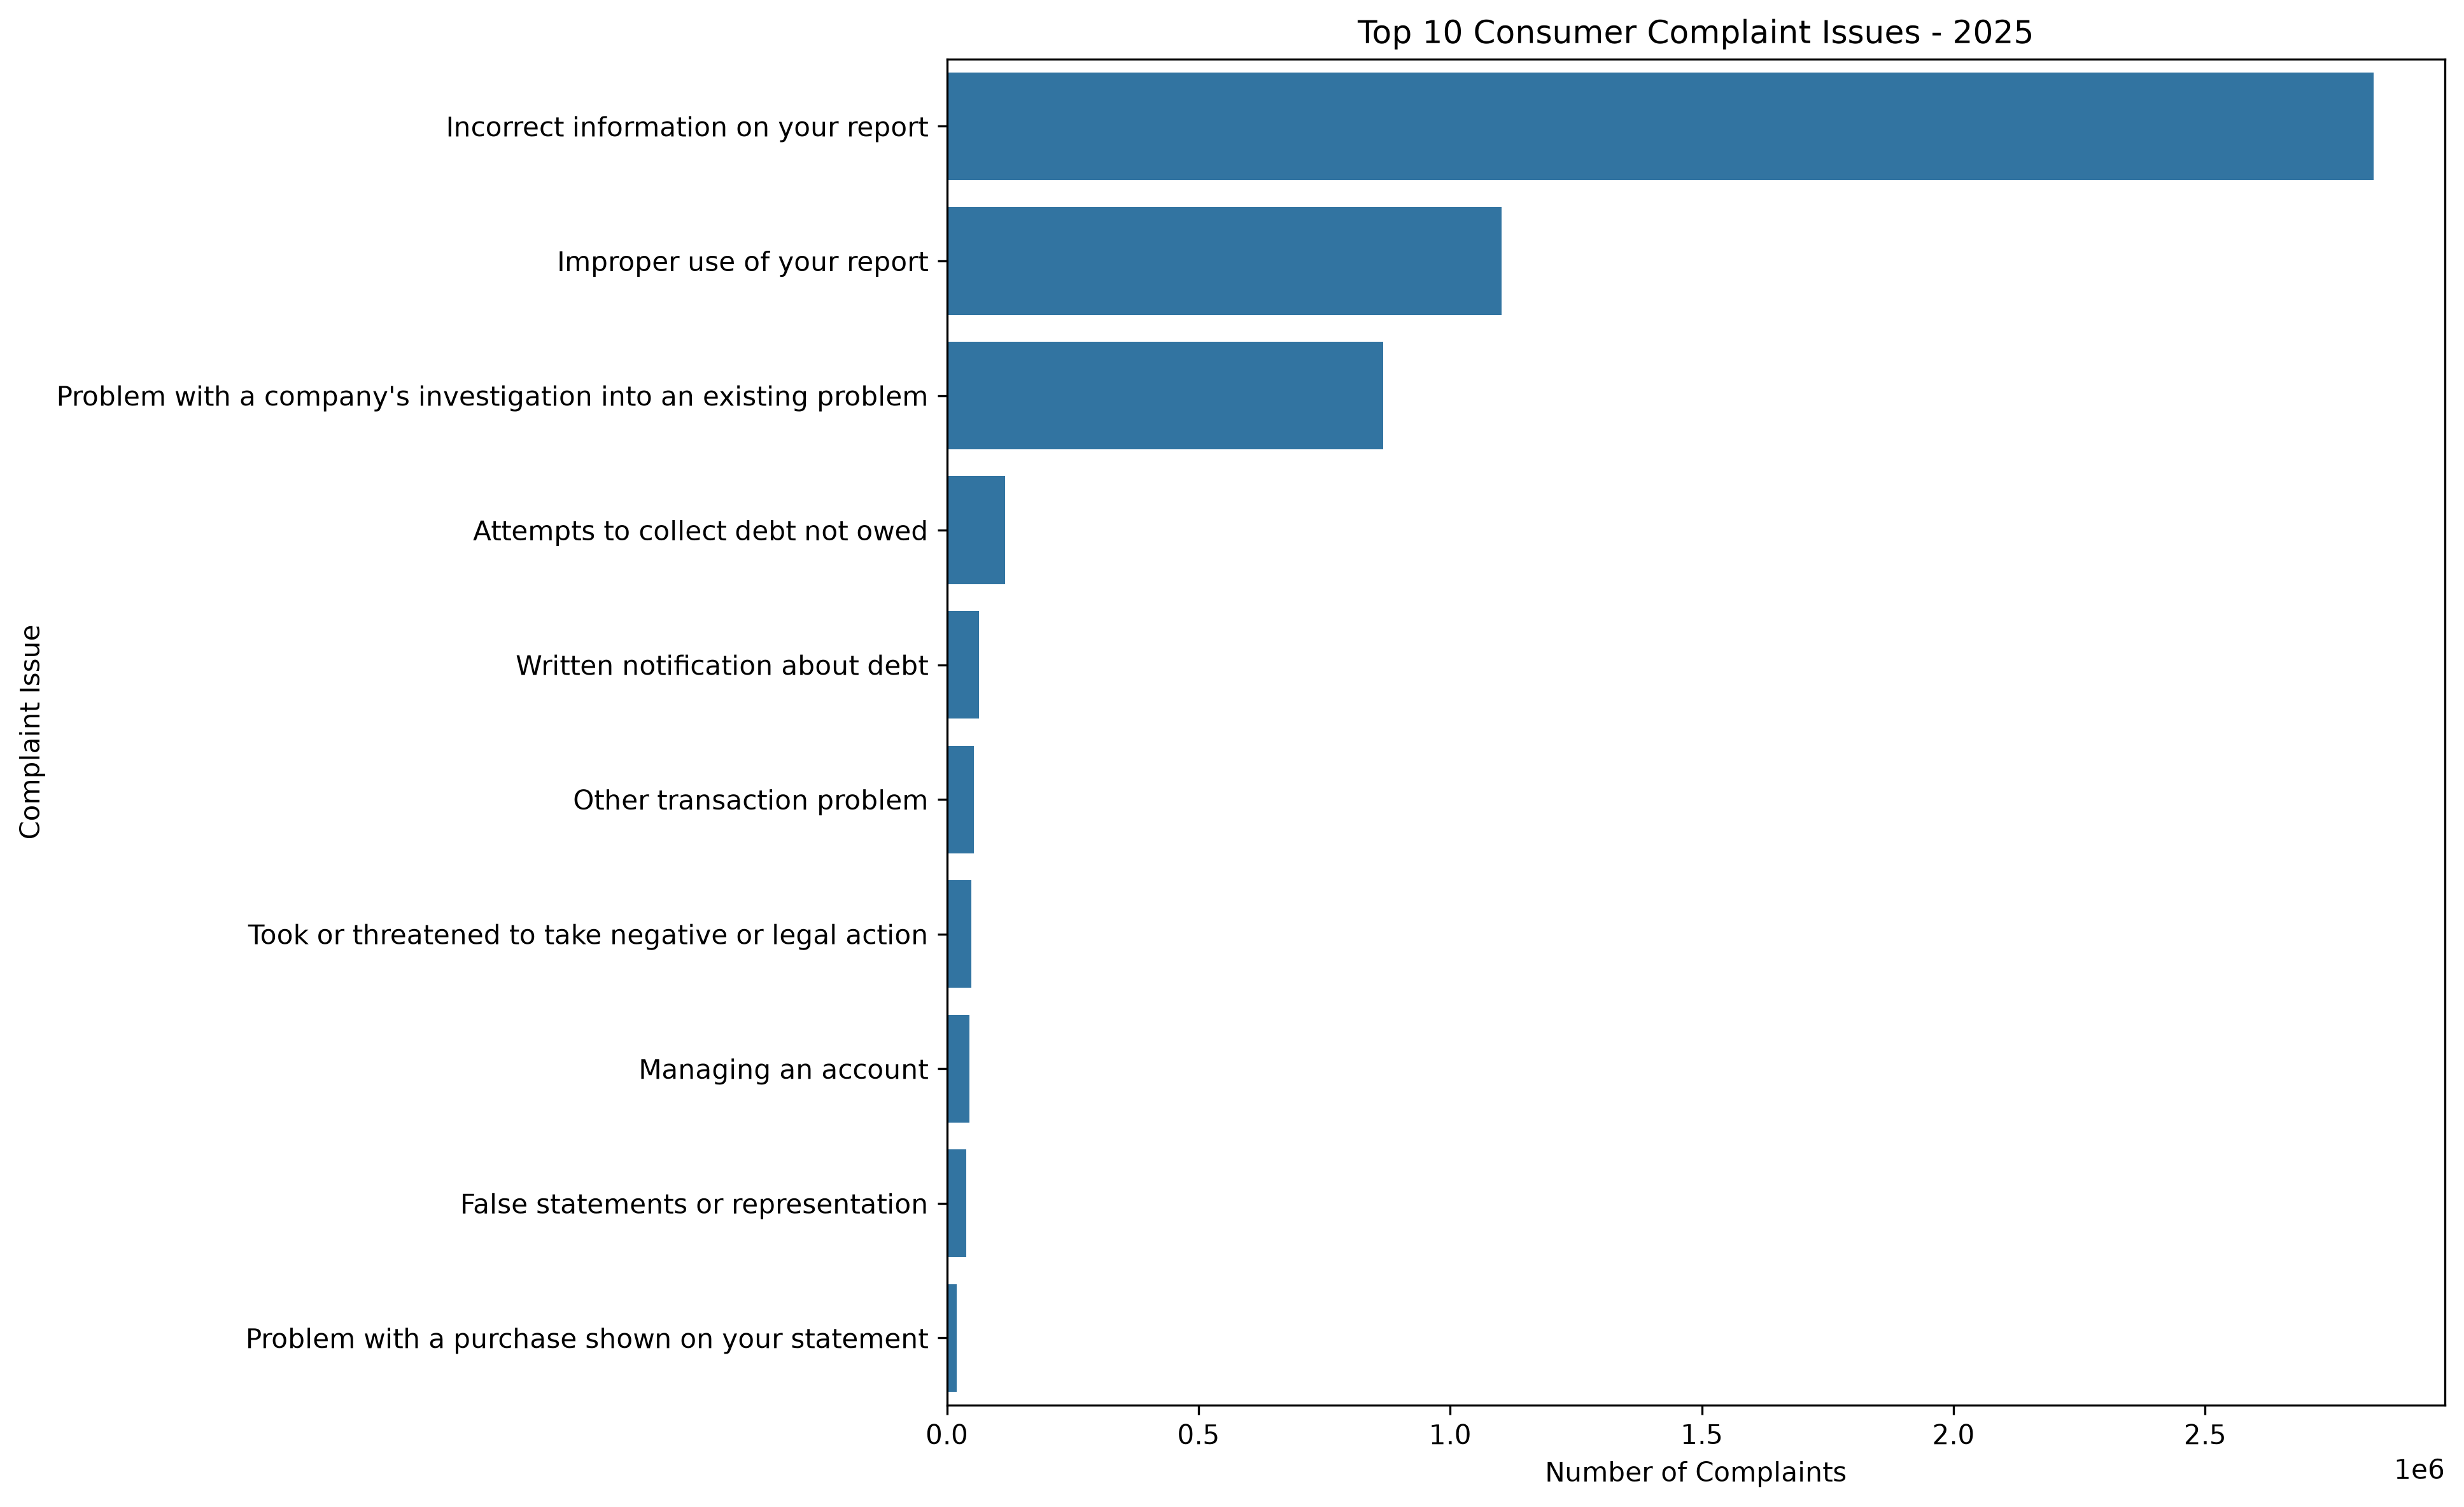 Top 10 Consumer Complaint Issues - 2025
Complaint Issue
Incorrect information on your report
Improper use of your report
Problem with a company's investigation into an existing problem
Attempts to collect debt not owed
Written notification about debt
Other transaction problem
Took or threatened to take negative or legal action
Managing an account
False statements or representation
Problem with a purchase shown on your statement
0.0 0.5 1.0 1.5 2.0 2.5
1e6
Number of Complaints